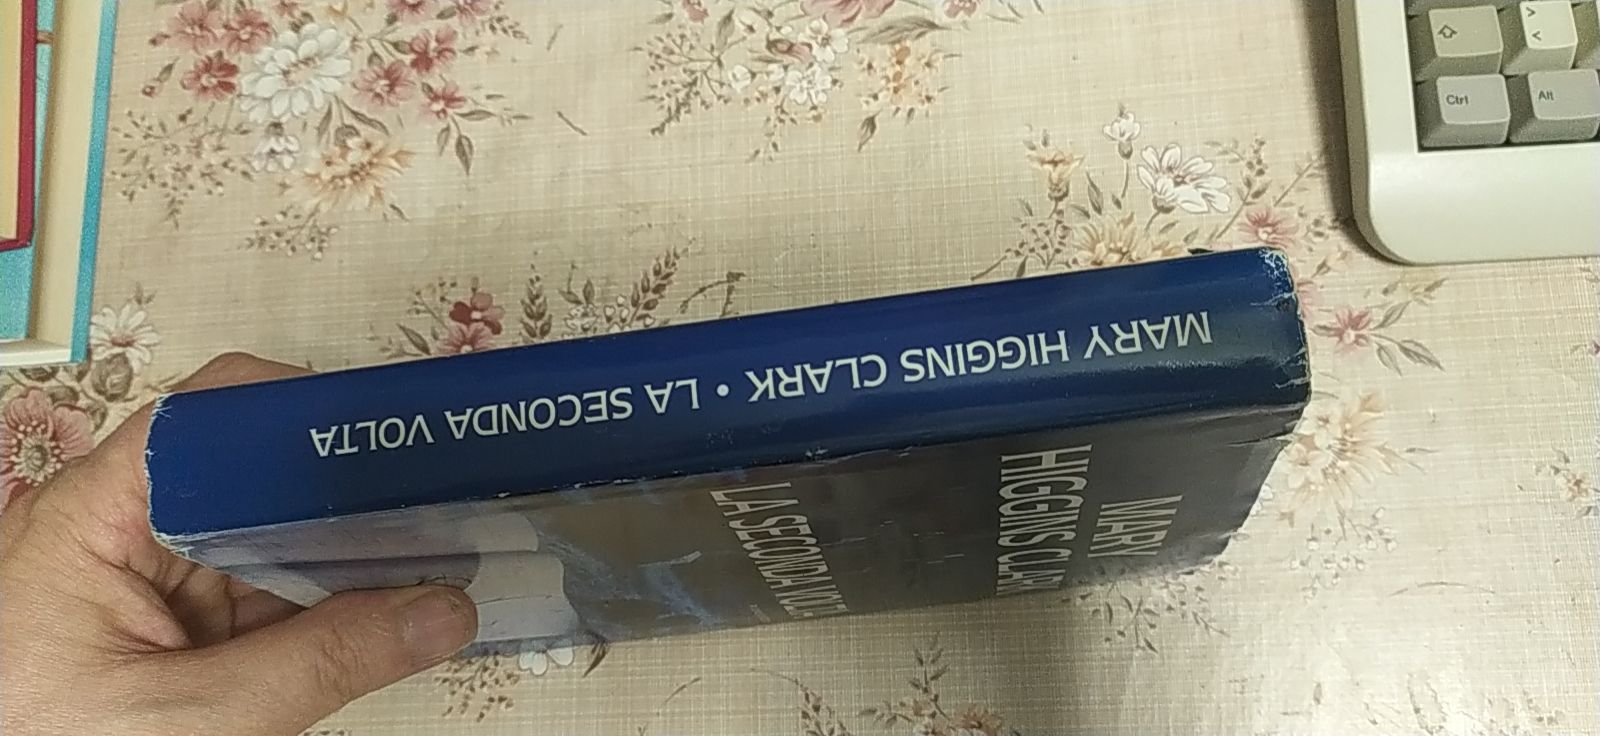 MARY HIGGINS CLARK • LA SECONDA VOLTA
MARY
HIGGINS CLARK
LA SECONDA VOLTA
>
<
Ctrl
Alt